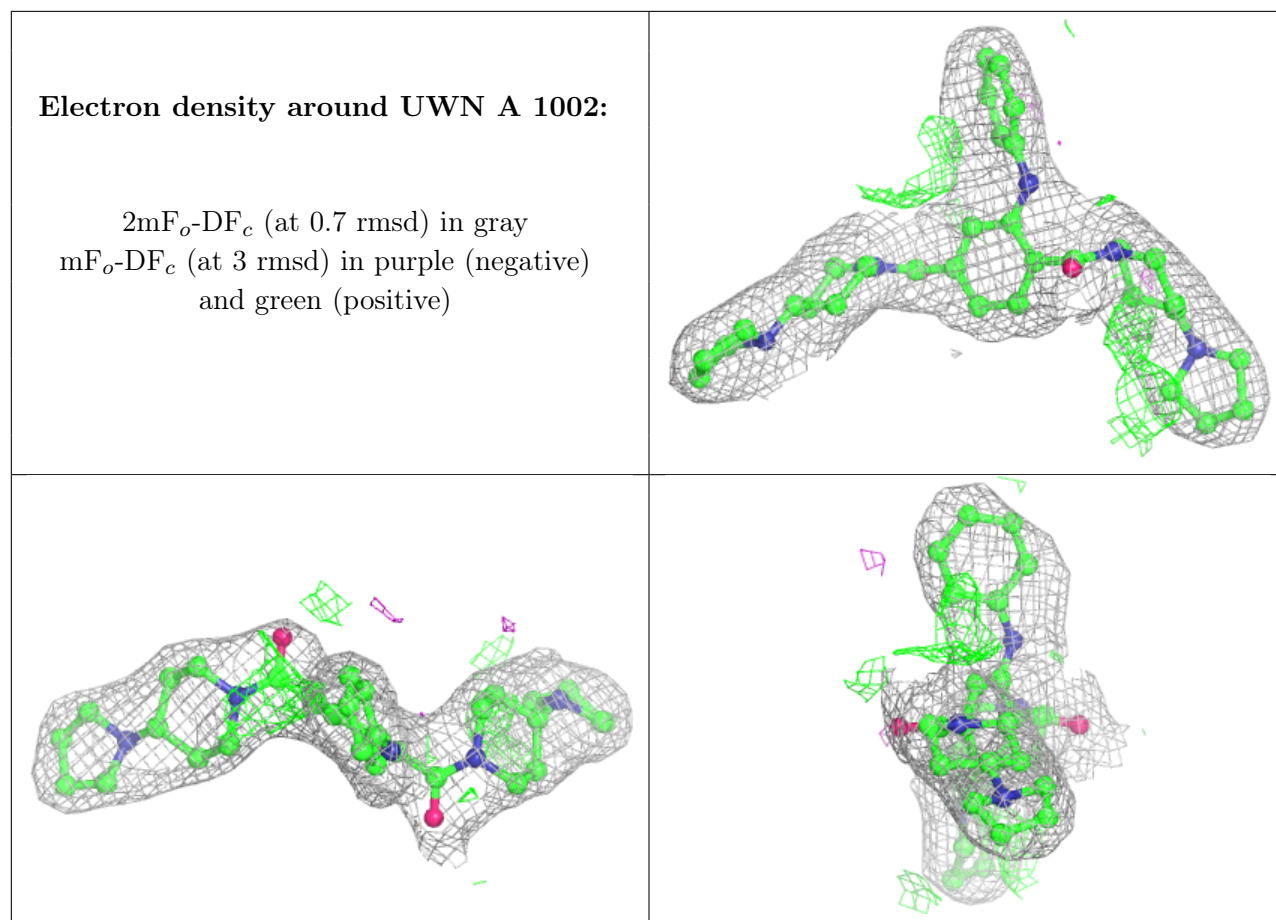 Electron density around UWN A 1002:
2mFo-DFc (at 0.7 rmsd) in gray
mFo-DFc (at 3 rmsd) in purple (negative)
and green (positive)